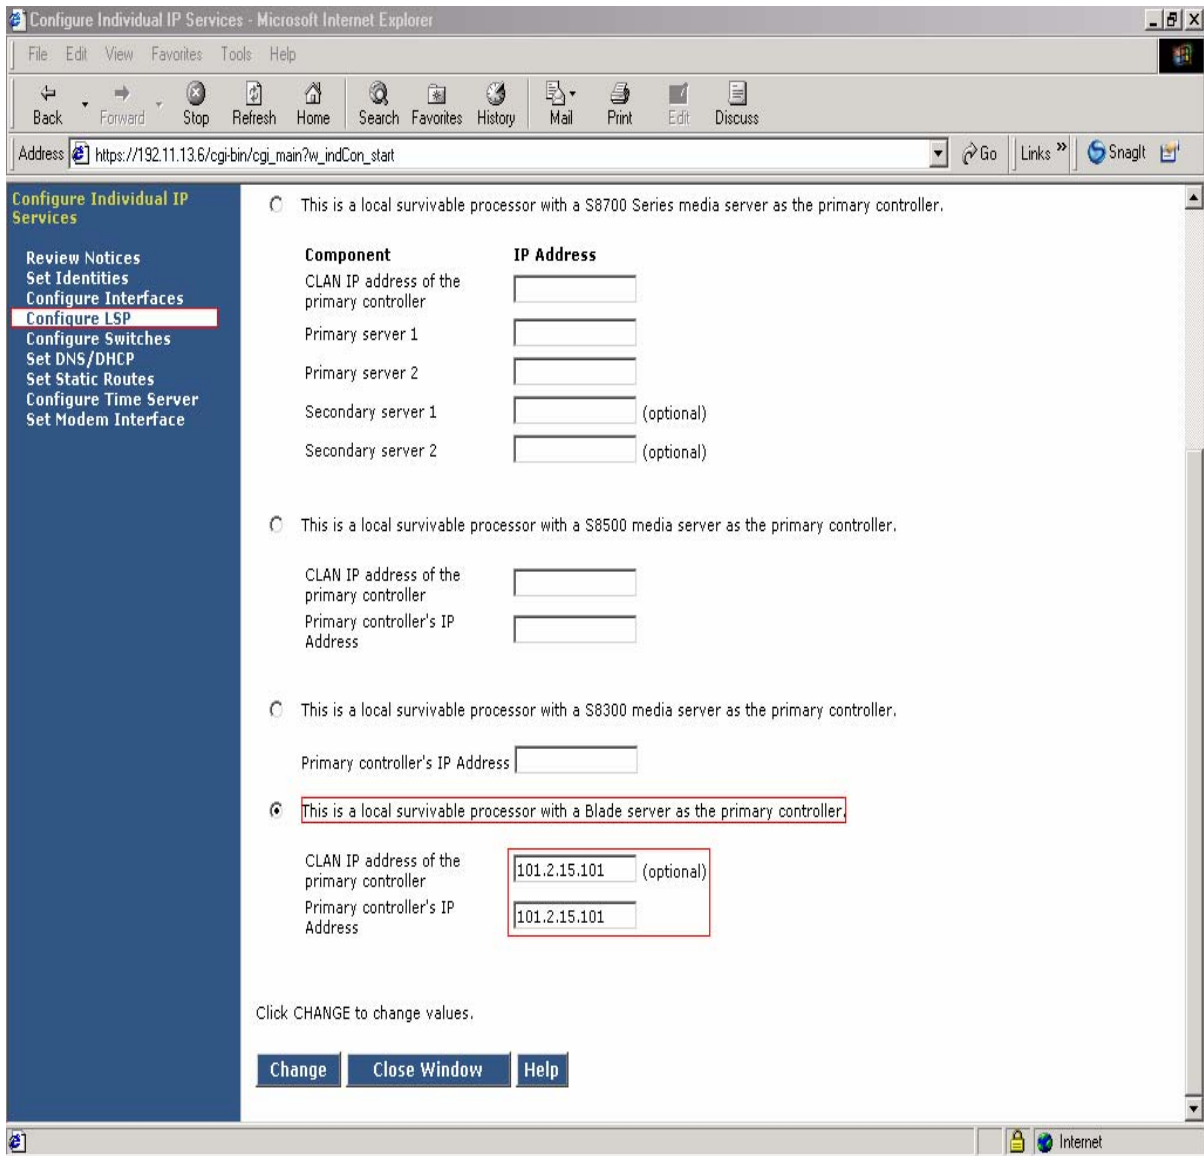 Configure Individual IP Services - Microsoft Internet Explorer
File Edit View Favorites Tools Help
Back Forward Stop Refresh Home Search Favorites History Mail Print Edit Discuss
Address https://192.11.13.6/cgi-bin/cgi_main?w_indCon_start Go Links » SnagIt
Configure Individual IP
Services
Review Notices
Set Identities
Configure Interfaces
Configure LSP
Configure Switches
Set DNS/DHCP
Set Static Routes
Configure Time Server
Set Modem Interface
This is a local survivable processor with a S8700 Series media server as the primary controller.
Component IP Address
CLAN IP address of the
primary controller
Primary server 1
Primary server 2
Secondary server 1 (optional)
Secondary server 2 (optional)
This is a local survivable processor with a S8500 media server as the primary controller.
CLAN IP address of the
primary controller
Primary controller's IP
Address
This is a local survivable processor with a S8300 media server as the primary controller.
Primary controller's IP Address
This is a local survivable processor with a Blade server as the primary controller.
CLAN IP address of the
primary controller 101.2.15.101 (optional)
Primary controller's IP
Address 101.2.15.101
Click CHANGE to change values.
Change Close Window Help
Internet